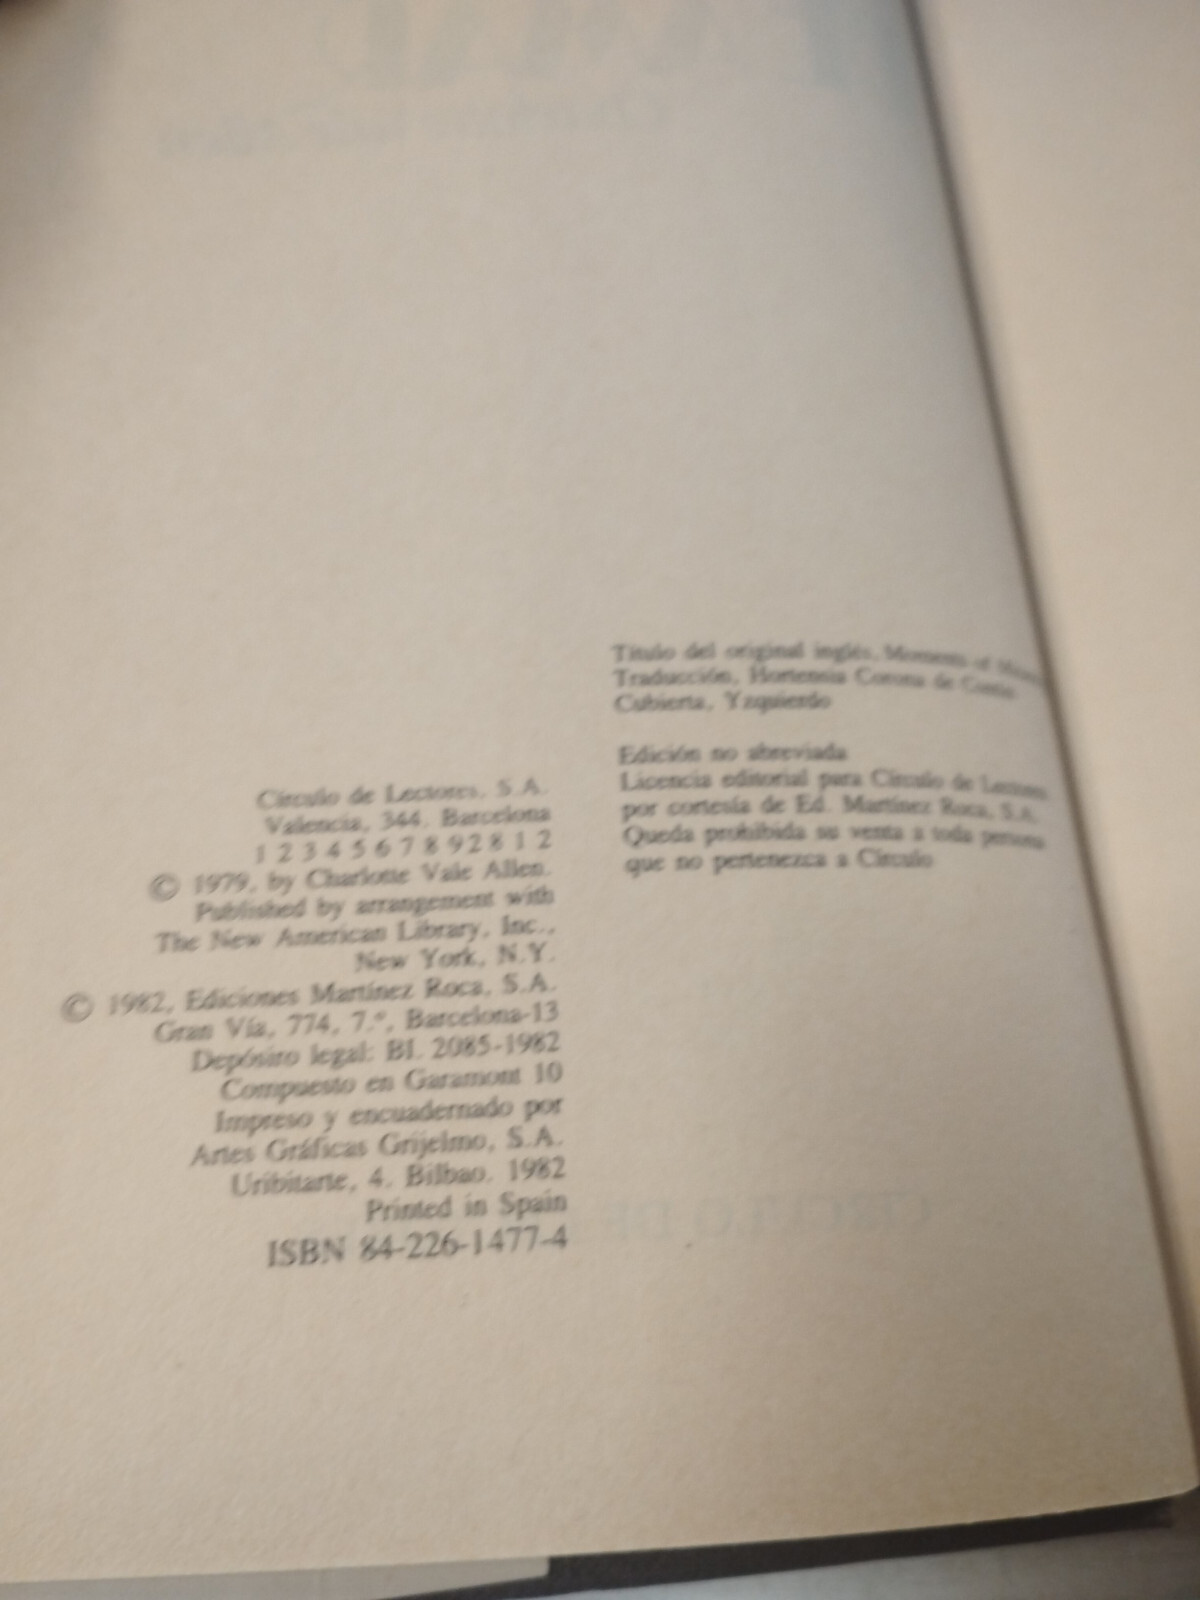 Círculo de Lectores, S.A.
Valencia, 344, Barcelona
1 2 3 4 5 6 7 8 92 8 1 2
© 1979, by Charlotte Vale Allen.
Published by arrangement with
The New American Library, Inc.,
New York, N.Y.
© 1982, Ediciones Martínez Roca, S.A.
Gran Vía, 774, 7.°, Barcelona-13
Depósito legal: BI. 2085-1982
Compuesto en Garamont 10
Impreso y encuadernado por
Artes Gráficas Grijelmo, S.A.
Uribitarte, 4. Bilbao. 1982
Printed in Spain
ISBN 84-226-1477-4
Título del original inglés, Moments of
Traducción, Hortensia Corona de
Cubierta, Yzquierdo
Edición no abreviada
Licencia editorial para Círculo de Lectores
por cortesía de Ed. Martínez Roca, S.A.
Queda prohibida su venta a toda persona
que no pertenezca a Círculo